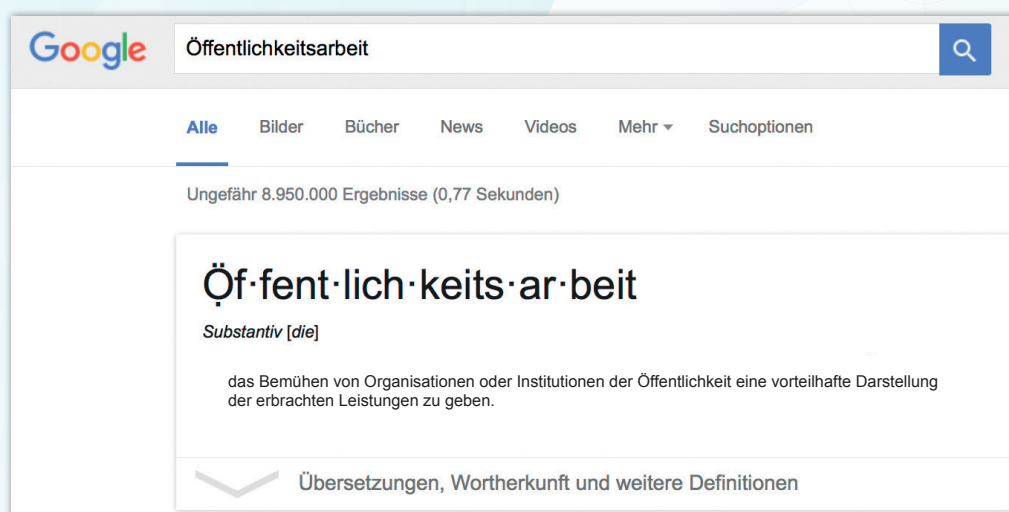 Google Öffentlichkeitsarbeit
Alle Bilder Bücher News Videos Mehr Suchoptionen
Ungefähr 8.950.000 Ergebnisse (0,77 Sekunden)
Ọ̈f·fent·lich·keits·ar·beit
Substantiv [die]
das Bemühen von Organisationen oder Institutionen der Öffentlichkeit eine vorteilhafte Darstellung
der erbrachten Leistungen zu geben.
Übersetzungen, Wortherkunft und weitere Definitionen